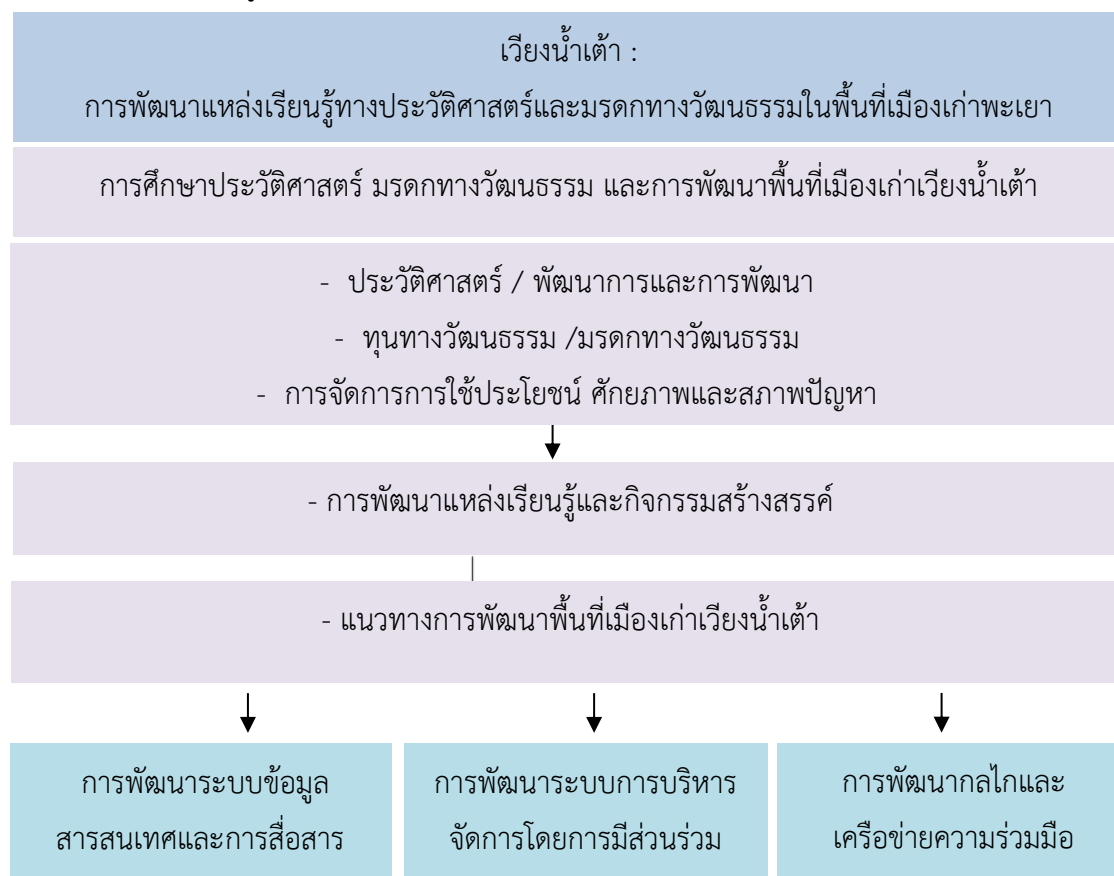 เวียงน้ำเต้า :
การพัฒนาแหล่งเรียนรู้ทางประวัติศาสตร์และมรดกทางวัฒนธรรมในพื้นที่เมืองเก่าพะเยา
การศึกษาประวัติศาสตร์ มรดกทางวัฒนธรรม และการพัฒนาพื้นที่เมืองเก่าเวียงน้ำเต้า
- ประวัติศาสตร์ / พัฒนาการและการพัฒนา
- ทุนทางวัฒนธรรม /มรดกทางวัฒนธรรม
- การจัดการการใช้ประโยชน์ ศักยภาพและสภาพปัญหา
- การพัฒนาแหล่งเรียนรู้และกิจกรรมสร้างสรรค์
- แนวทางการพัฒนาพื้นที่เมืองเก่าเวียงน้ำเต้า
การพัฒนาระบบข้อมูล
สารสนเทศและการสื่อสาร
การพัฒนาระบบการบริหาร
จัดการโดยการมีส่วนร่วม
การพัฒนากลไกและ
เครือข่ายความร่วมมือ